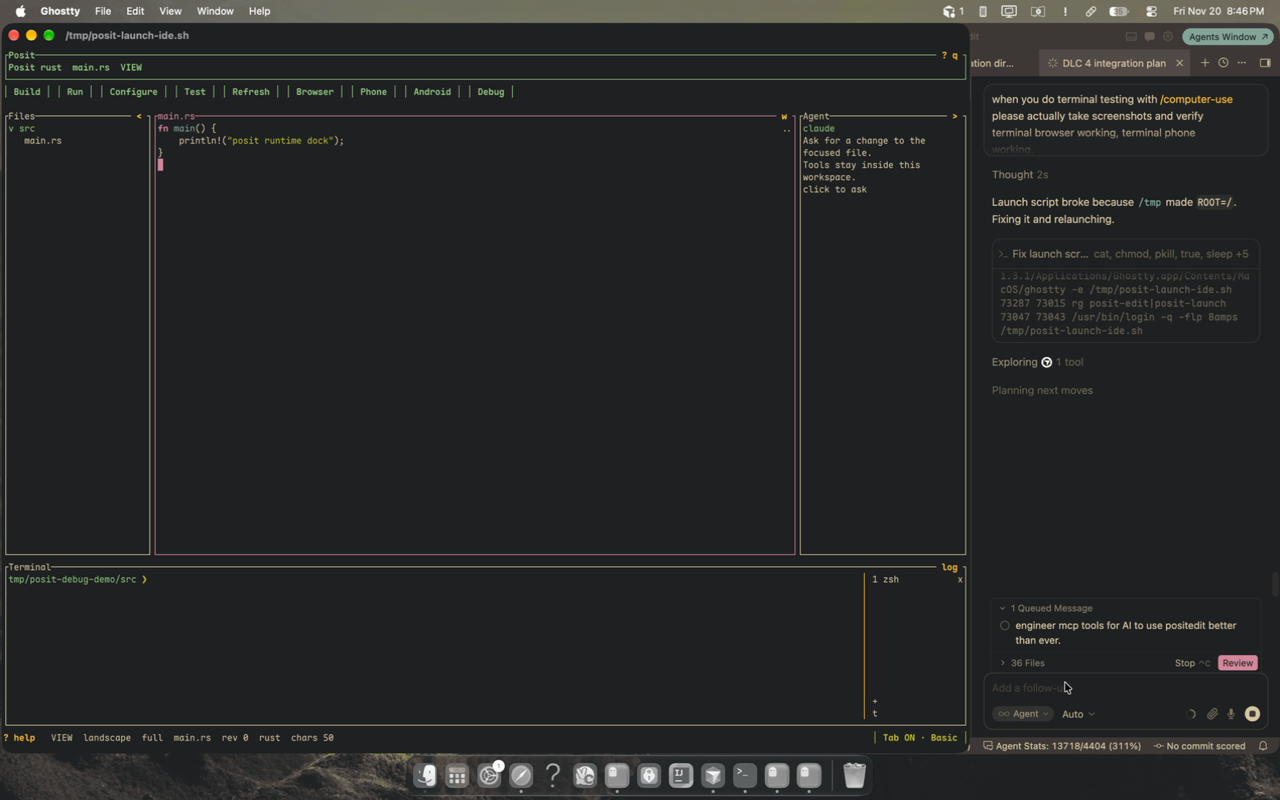 Ghostty File Edit View Window Help
1 Fri Nov 20 8:46 PM
/tmp/posit-launch-ide.sh
Posit ? q
Posit rust main.rs VIEW
| Build | | Run | | Configure | | Test | | Refresh | | Browser | | Phone | | Android | | Debug |
Files <
v src
main.rs
main.rs w
fn main() { ..
println!("posit runtime dock");
}
Agent >
claude
Ask for a change to the
focused file.
Tools stay inside this
workspace.
click to ask
Terminal log
tmp/posit-debug-demo/src ❯
1 zsh x
+
t
? help VIEW landscape full main.rs rev 0 rust chars 50 | Tab ON · Basic |
Agents Window ↗
ation dir... DLC 4 integration plan
when you do terminal testing with /computer-use
please actually take screenshots and verify
terminal browser working, terminal phone
working.
Thought 2s
Launch script broke because /tmp made ROOT=/.
Fixing it and relaunching.
Fix launch scr... cat, chmod, pkill, true, sleep +5
1.3.1/Applications/Ghostty.app/Contents/Ma
cOS/ghostty -e /tmp/posit-launch-ide.sh
73287 73015 rg posit-edit|posit-launch
73047 73043 /usr/bin/login -q -flp 8amps
/tmp/posit-launch-ide.sh
Exploring 1 tool
Planning next moves
1 Queued Message
engineer mcp tools for AI to use positedit better
than ever.
36 Files Stop ^C Review
Add a follow-u
Agent Auto
Agent Stats: 13718/4404 (311%) No commit scored